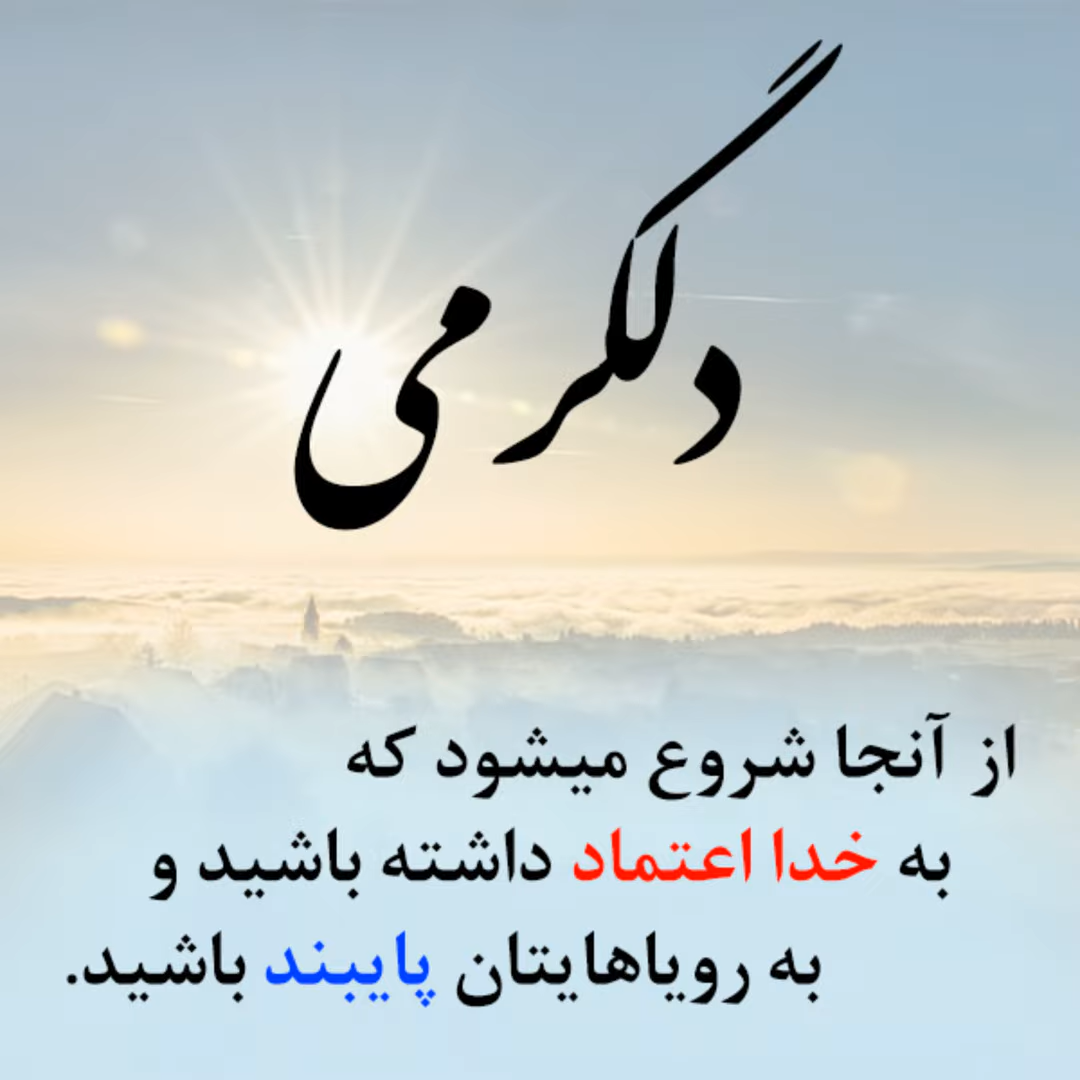 دلگرمی
از آنجا شروع میشود که
به خدا اعتماد داشته باشید و
به رویاهایتان پایبند باشید.